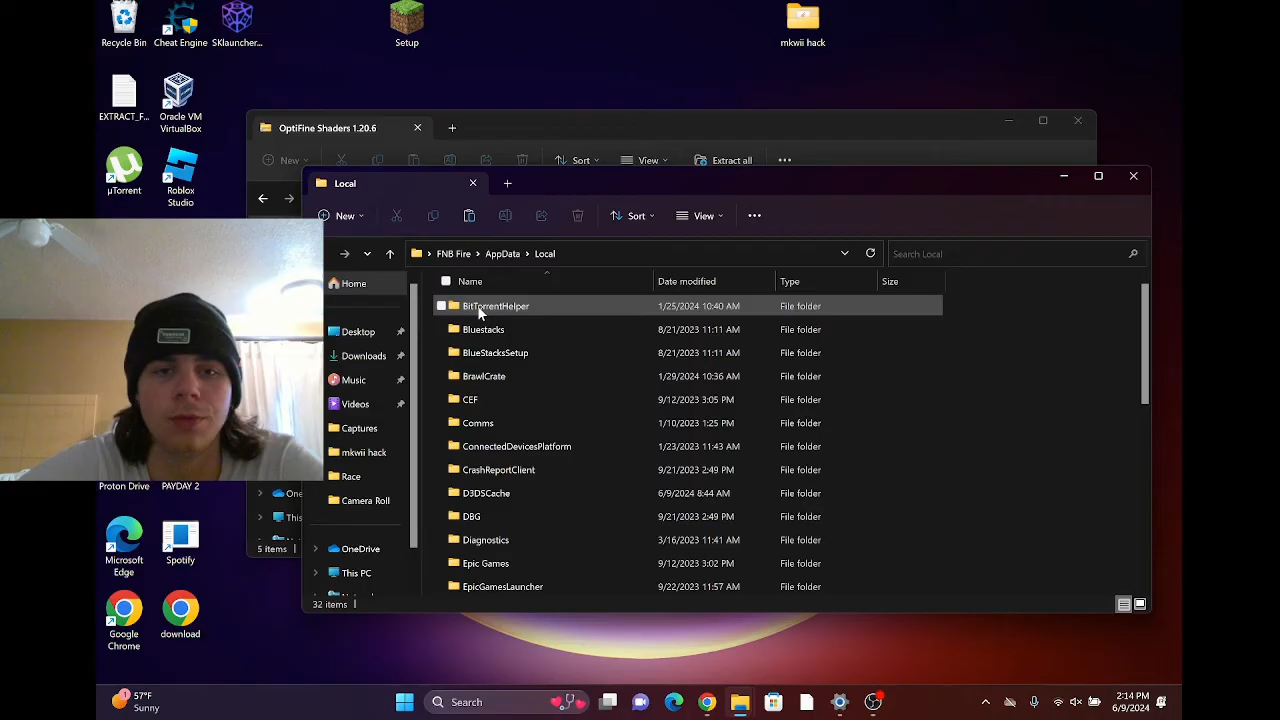 Recycle Bin
Cheat Engine
SKlauncher...
Setup
mkwii hack
EXTRACT_F...
Oracle VM
VirtualBox
µTorrent
Roblox
Studio
OptiFine Shaders 1.20.6
New
Sort
View
Extract all
Local
New
Sort
View
FNB Fire > AppData > Local
Search Local
Home
Desktop
Downloads
Music
Videos
Captures
mkwii hack
Race
Camera Roll
OneDrive
This PC
Name Date modified Type Size
BitTorrentHelper 1/25/2024 10:40 AM File folder
Bluestacks 8/21/2023 11:11 AM File folder
BlueStacksSetup 8/21/2023 11:11 AM File folder
BrawlCrate 1/29/2024 10:36 AM File folder
CEF 9/12/2023 3:05 PM File folder
Comms 1/10/2023 1:25 PM File folder
ConnectedDevicesPlatform 1/23/2023 11:43 AM File folder
CrashReportClient 9/21/2023 2:49 PM File folder
D3DSCache 6/9/2024 8:44 AM File folder
DBG 9/21/2023 2:49 PM File folder
Diagnostics 3/16/2023 11:41 AM File folder
Epic Games 9/12/2023 3:02 PM File folder
EpicGamesLauncher 9/22/2023 11:57 AM File folder
32 items
One
This
5 items
Proton Drive
PAYDAY 2
Microsoft
Edge
Spotify
Google
Chrome
download
1
57°F
Sunny
Search
2:14 PM
6/9/2024